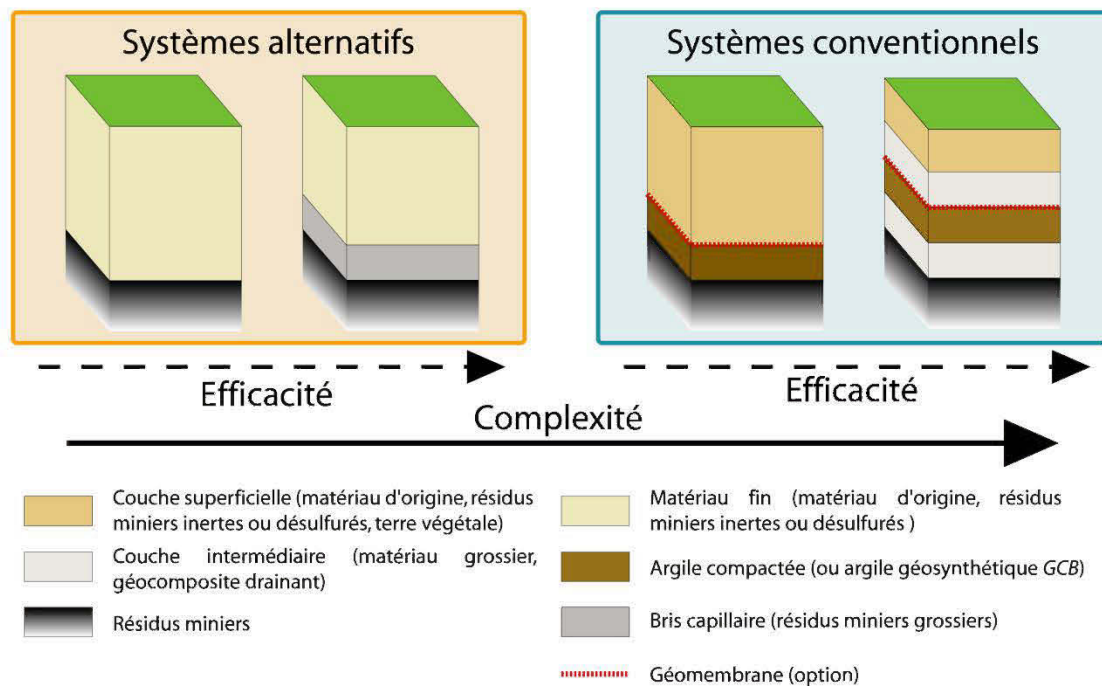 Systèmes alternatifs
Systèmes conventionnels
Efficacité
Efficacité
Complexité
Couche superficielle (matériau d'origine, résidus
miniers inertes ou désulfurés, terre végétale)
Couche intermédiaire (matériau grossier,
géocomposite drainant)
Résidus miniers
Matériau fin (matériau d'origine, résidus
miniers inertes ou désulfurés )
Argile compactée (ou argile géosynthétique GCB)
Bris capillaire (résidus miniers grossiers)
Géomembrane (option)